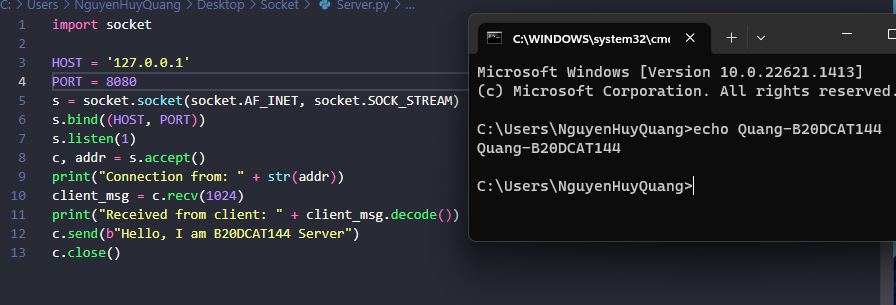 C: > Users > NguyenHuyQuang > Desktop > Socket > Server.py > ...
1 import socket
2
3 HOST = '127.0.0.1'
4 PORT = 8080
5 s = socket.socket(socket.AF_INET, socket.SOCK_STREAM)
6 s.bind((HOST, PORT))
7 s.listen(1)
8 c, addr = s.accept()
9 print("Connection from: " + str(addr))
10 client_msg = c.recv(1024)
11 print("Received from client: " + client_msg.decode())
12 c.send(b"Hello, I am B20DCAT144 Server")
13 c.close()
C:\WINDOWS\system32\cmd
Microsoft Windows [Version 10.0.22621.1413]
(c) Microsoft Corporation. All rights reserved.
C:\Users\NguyenHuyQuang>echo Quang-B20DCAT144
Quang-B20DCAT144
C:\Users\NguyenHuyQuang>